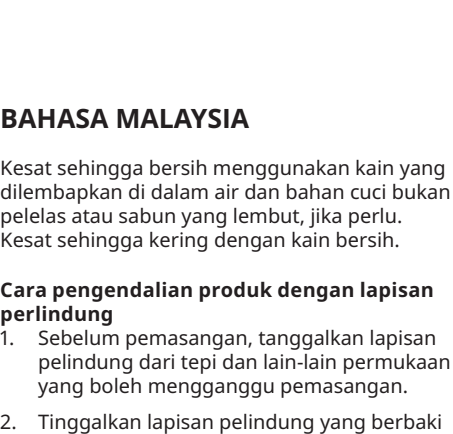 BAHASA MALAYSIA
Kesat sehingga bersih menggunakan kain yang
dilembapkan di dalam air dan bahan cuci bukan
pelelas atau sabun yang lembut, jika perlu.
Kesat sehingga kering dengan kain bersih.
Cara pengendalian produk dengan lapisan
perlindung
1. Sebelum pemasangan, tanggalkan lapisan
pelindung dari tepi dan lain-lain permukaan
yang boleh mengganggu pemasangan.
2. Tinggalkan lapisan pelindung yang berbaki